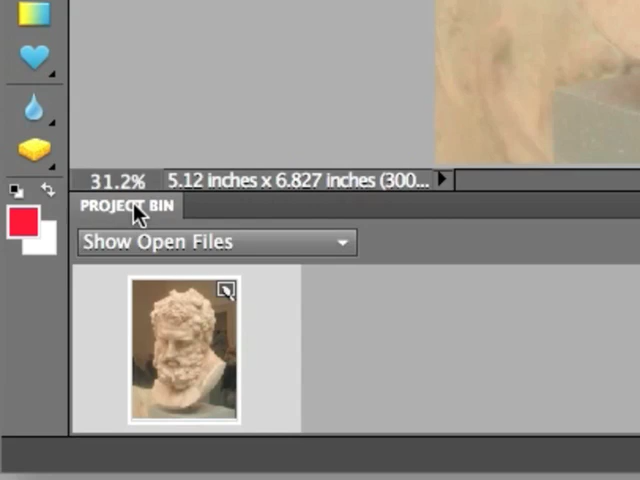 31.2% 5.12 inches x 6.827 inches (300...
PROJECT BIN
Show Open Files